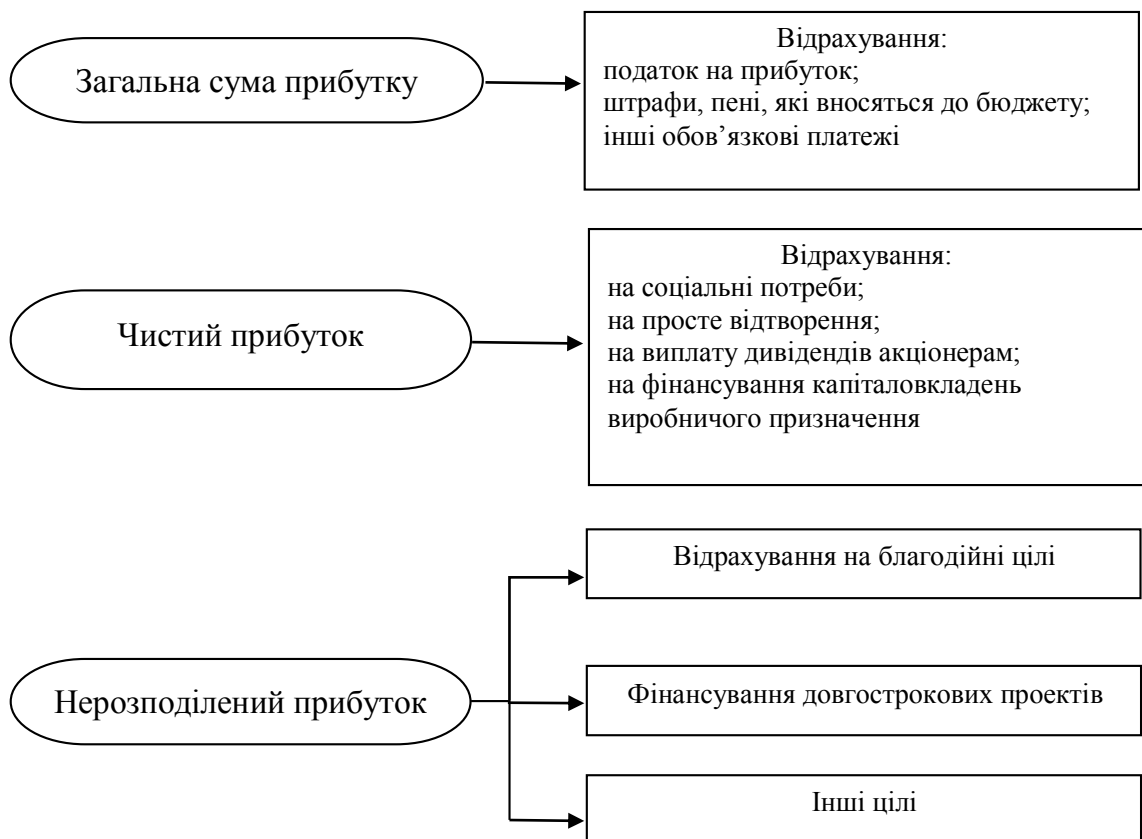 Загальна сума прибутку
Відрахування:
податок на прибуток;
штрафи, пені, які вносяться до бюджету;
інші обов’язкові платежі
Чистий прибуток
Відрахування:
на соціальні потреби;
на просте відтворення;
на виплату дивідендів акціонерам;
на фінансування капіталовкладень
виробничого призначення
Нерозподілений прибуток
Відрахування на благодійні цілі
Фінансування довгострокових проектів
Інші цілі